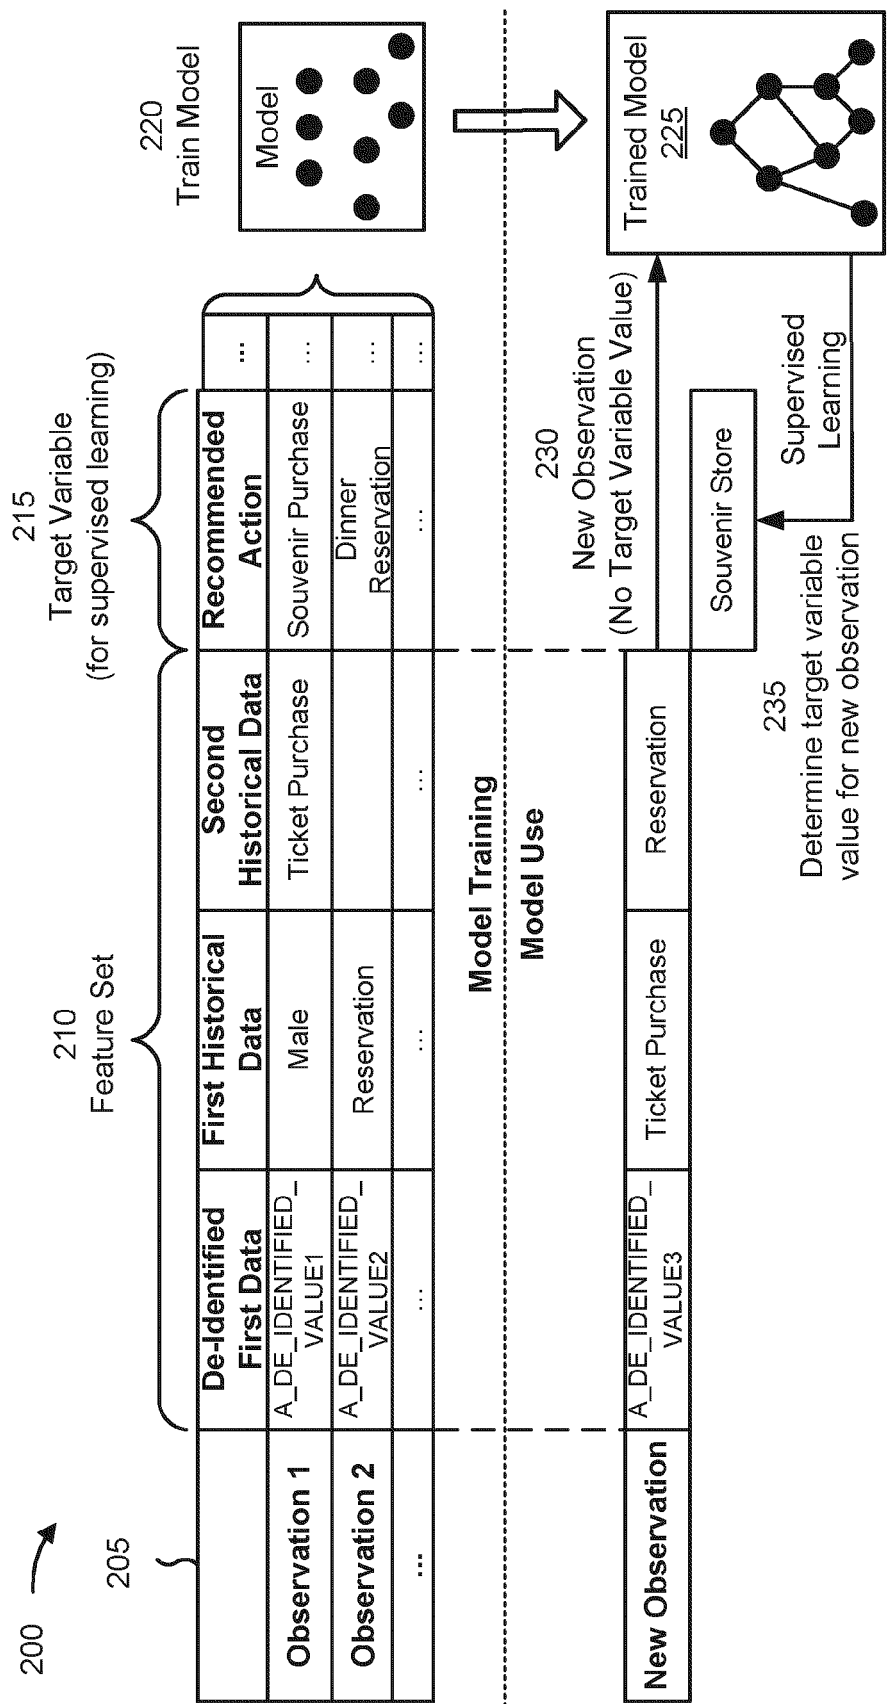 200
205
210
Feature Set
215
Target Variable
(for supervised learning)
220
Train Model
De-Identified
First Data
First Historical
Data
Second
Historical Data
Recommended
Action
...
Observation 1
A_DE_IDENTIFIED_
VALUE1
Male
Ticket Purchase
Souvenir Purchase
...
Observation 2
A_DE_IDENTIFIED_
VALUE2
Reservation
Dinner
Reservation
...
...
...
...
...
...
...
Model
Model Training
Model Use
230
New Observation
(No Target Variable Value)
Trained Model
225
New Observation
A_DE_IDENTIFIED_
VALUE3
Ticket Purchase
Reservation
Souvenir Store
Supervised
Learning
235
Determine target variable
value for new observation